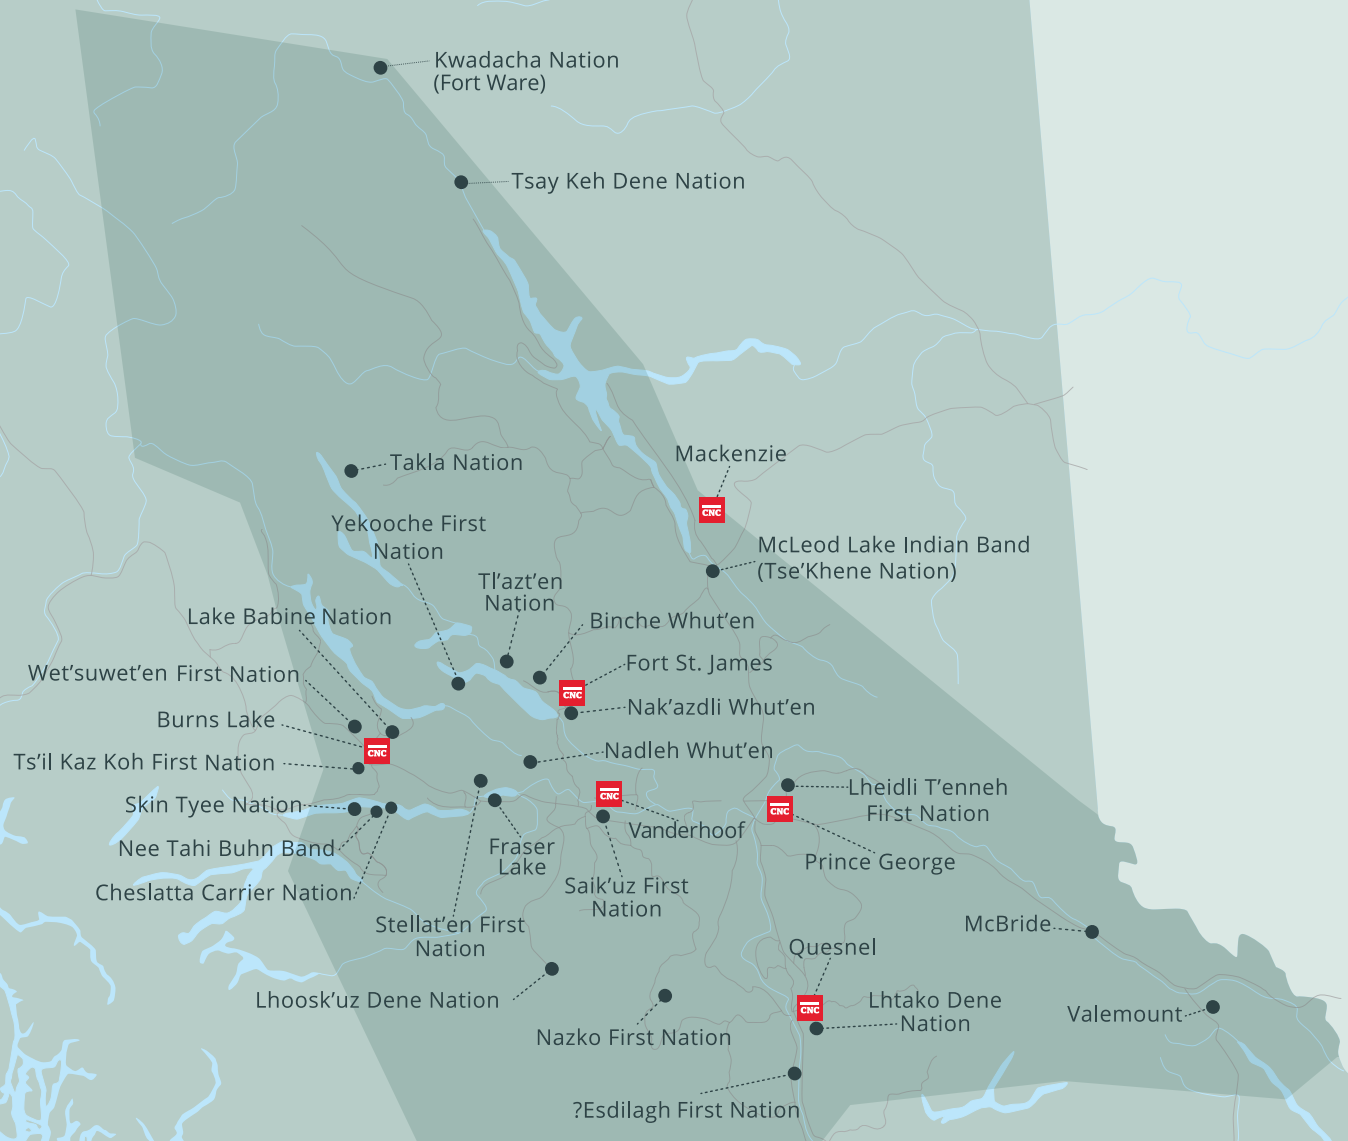 Kwadacha Nation
(Fort Ware)
Tsay Keh Dene Nation
Mackenzie
Takla Nation
CNC
Yekooche First
Nation
McLeod Lake Indian Band
(Tse’Khene Nation)
Tl’azt’en
Nation
Lake Babine Nation
Binche Whut’en
Fort St. James
Wet’suwet’en First Nation
CNC
Nak’azdli Whut’en
Burns Lake
CNC
Nadleh Whut’en
Ts’il Kaz Koh First Nation
Lheidli T’enneh
First Nation
CNC
Skin Tyee Nation
CNC
Vanderhoof
Nee Tahi Buhn Band
Fraser
Lake
Prince George
Cheslatta Carrier Nation
Saik’uz First
Nation
Stellat’en First
Nation
McBride
Quesnel
Lhoosk’uz Dene Nation
CNC
Lhtako Dene
Nation
Valemount
Nazko First Nation
?Esdilagh First Nation